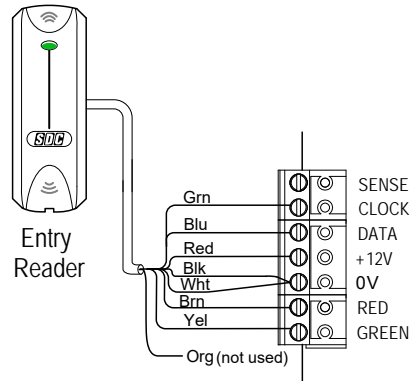 SDC
Entry
Reader
Grn
Blu
Red
Blk
Wht
Brn
Yel
Org (not used)
SENSE
CLOCK
DATA
+12V
0V
RED
GREEN